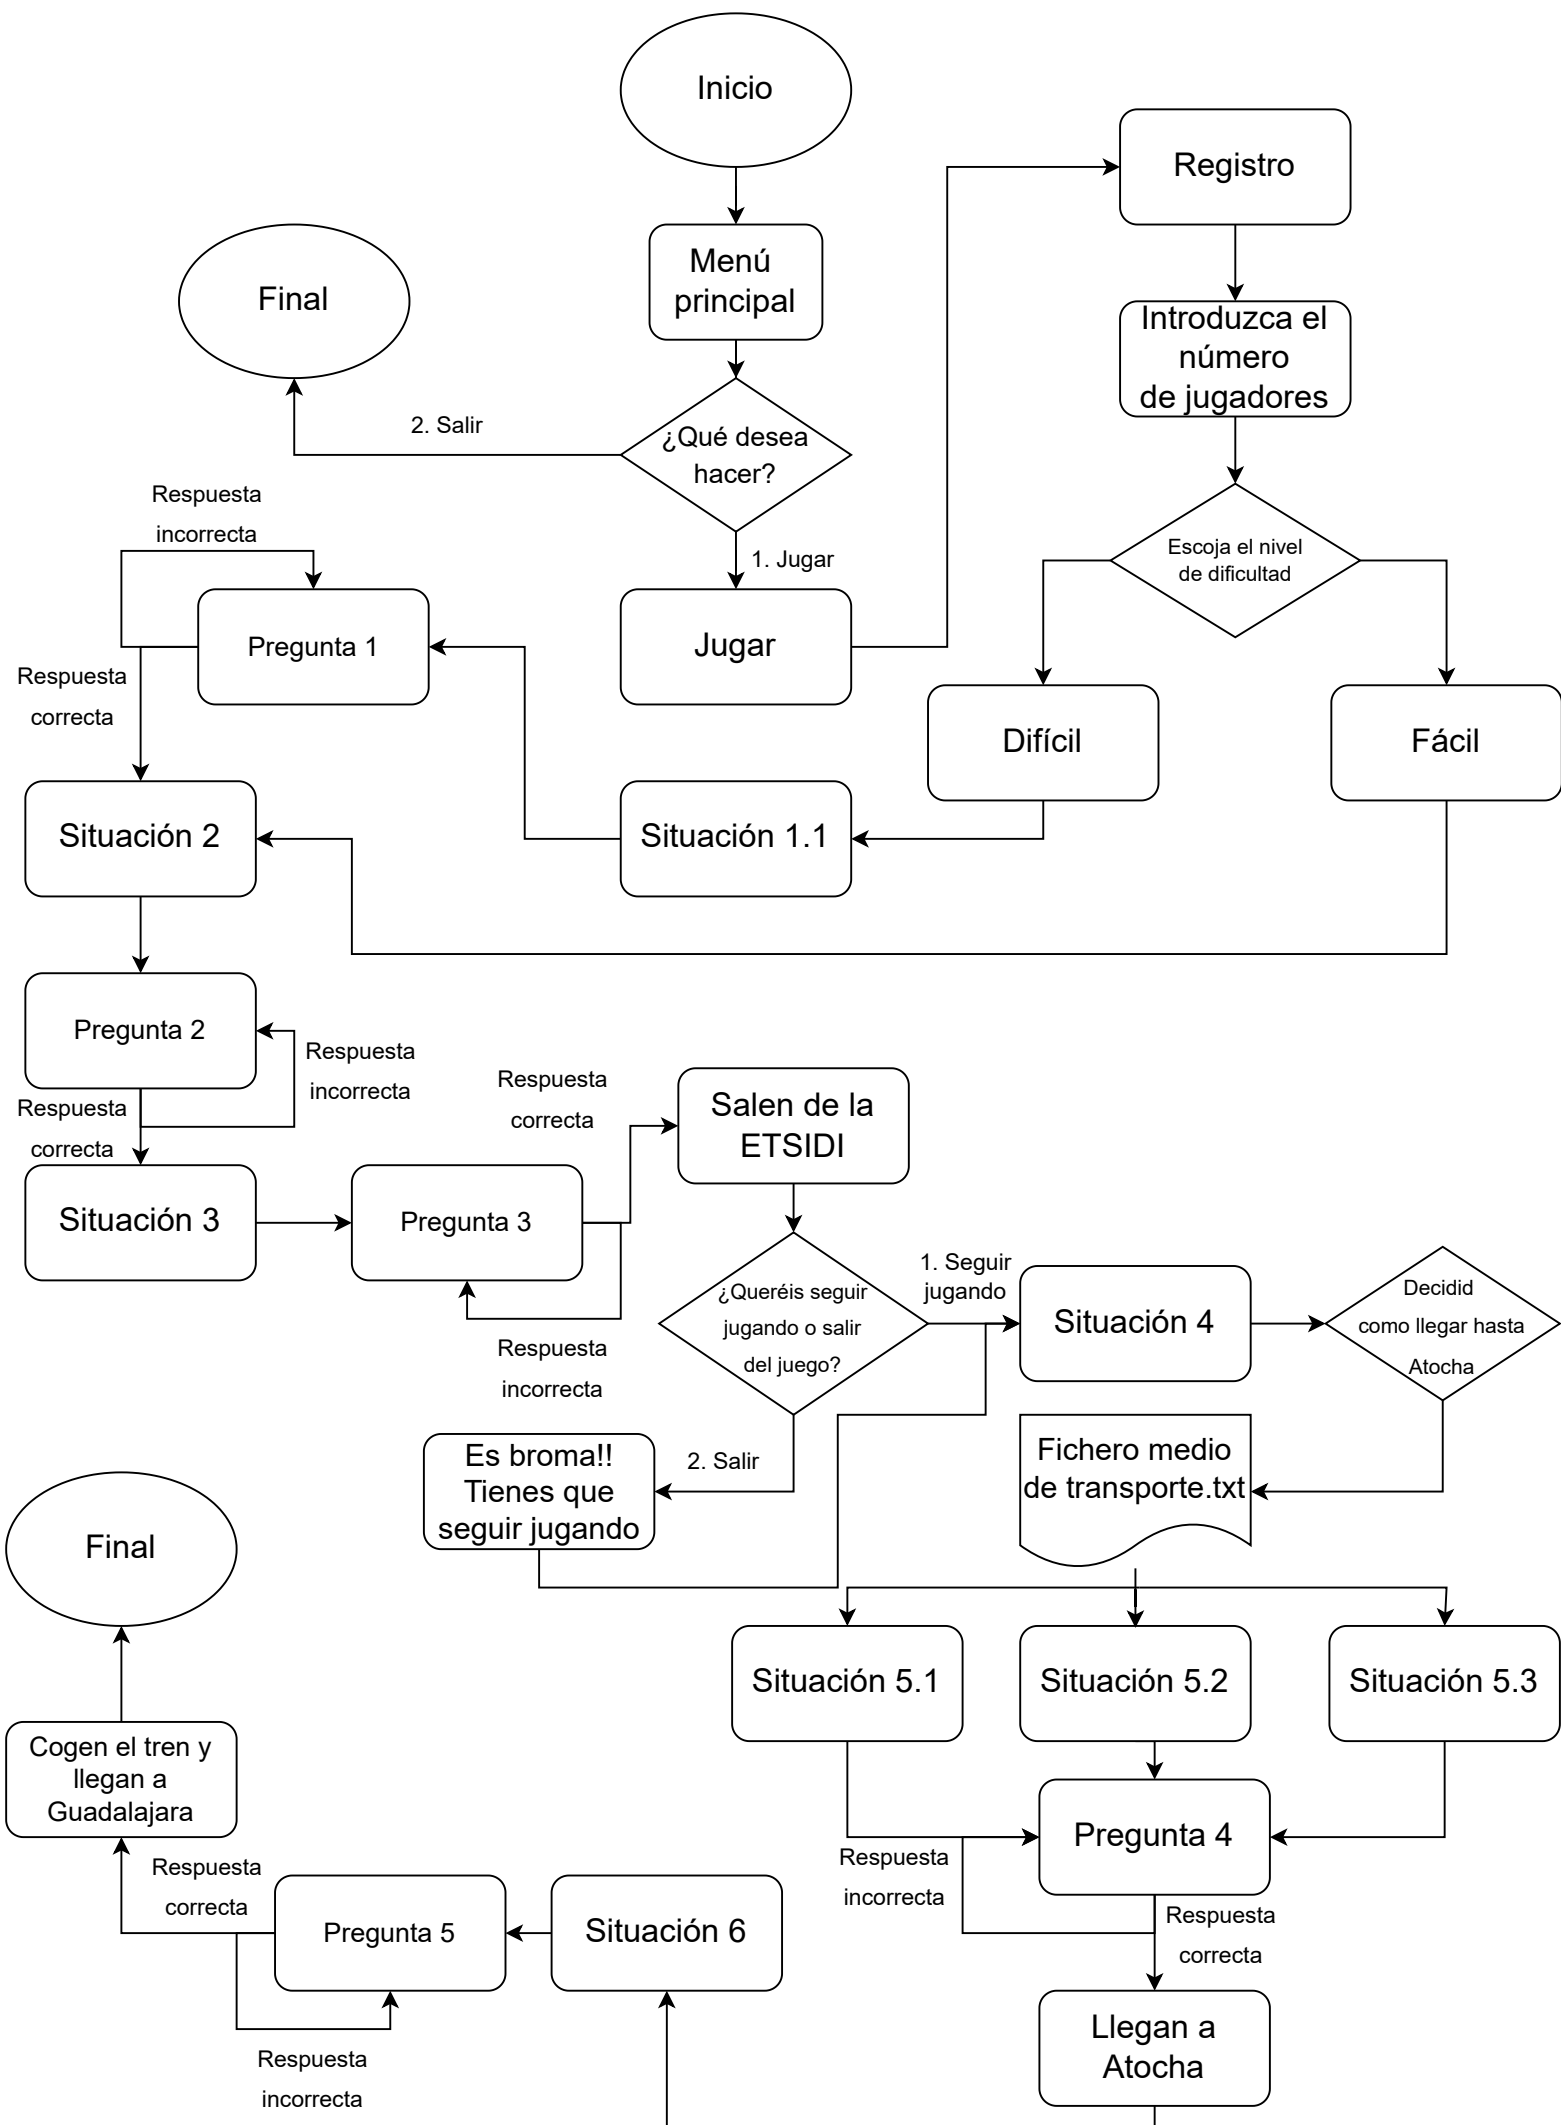 Inicio
Registro
Menú
principal
Final
Introduzca el
número
de jugadores
2. Salir
¿Qué desea
hacer?
Respuesta
incorrecta
1. Jugar
Escoja el nivel
de dificultad
Pregunta 1
Jugar
Respuesta
correcta
Difícil
Fácil
Situación 2
Situación 1.1
Pregunta 2
Respuesta
incorrecta
Respuesta
correcta
Respuesta
correcta
Salen de la
ETSIDI
Situación 3
Pregunta 3
Respuesta
incorrecta
¿Queréis seguir
jugando o salir
del juego?
1. Seguir
jugando
Situación 4
Decidid
como llegar hasta
Atocha
Es broma!!
Tienes que
seguir jugando
2. Salir
Fichero medio
de transporte.txt
Final
Situación 5.1
Situación 5.2
Situación 5.3
Cogen el tren y
llegan a
Guadalajara
Pregunta 4
Respuesta
incorrecta
Respuesta
correcta
Respuesta
correcta
Pregunta 5
Situación 6
Respuesta
incorrecta
Llegan a
Atocha